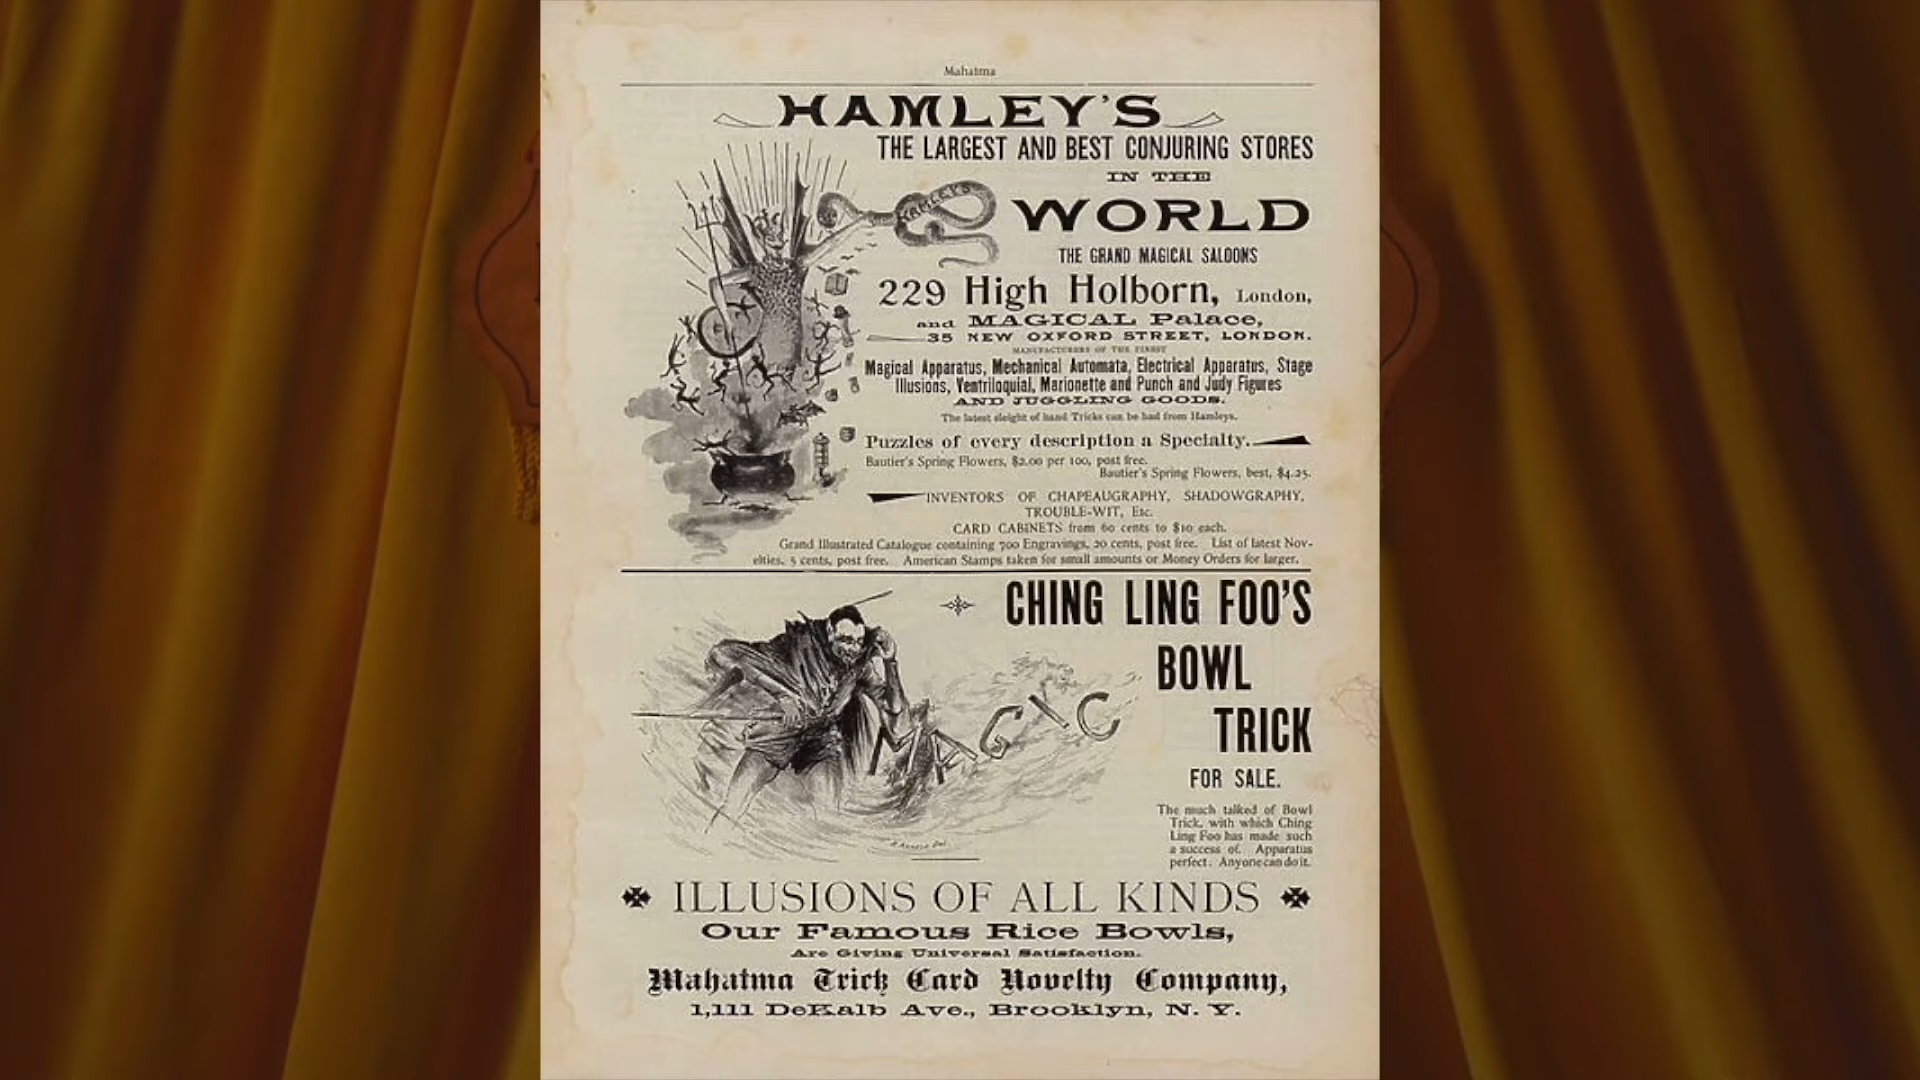 Mahatma
HAMLEY'S
THE LARGEST AND BEST CONJURING STORES
IN THE
HAMLEYS
WORLD
THE GRAND MAGICAL SALOONS
229 High Holborn, London,
and MAGICAL Palace,
35 NEW OXFORD STREET, LONDON.
MANUFACTURERS OF THE FINEST
Magical Apparatus, Mechanical Automata, Electrical Apparatus, Stage
Illusions, Ventriloquial, Marionette and Punch and Judy Figures
AND JUGGLING GOODS.
The latest sleight of hand Tricks can be had from Hamleys.
Puzzles of every description a Specialty.
Bautier's Spring Flowers, $2.00 per 100, post free.
Bautier's Spring Flowers, best, $4.25.
INVENTORS OF CHAPEAUGRAPHY, SHADOWGRAPHY,
TROUBLE-WIT, Etc.
CARD CABINETS from 60 cents to $10 each.
Grand Illustrated Catalogue containing 700 Engravings, 20 cents, post free. List of latest Nov-
elties, 5 cents, post free. American Stamps taken for small amounts or Money Orders for larger.
CHING LING FOO'S
BOWL
TRICK
FOR SALE.
MAGIC
The much talked of Bowl
Trick, with which Ching
Ling Foo has made such
a success of. Apparatus
perfect. Anyone can do it.
ILLUSIONS OF ALL KINDS
Our Famous Rice Bowls,
Are Giving Universal Satisfaction.
Mahatma Trick Card Novelty Company,
1,111 DeKalb Ave., Brooklyn, N. Y.